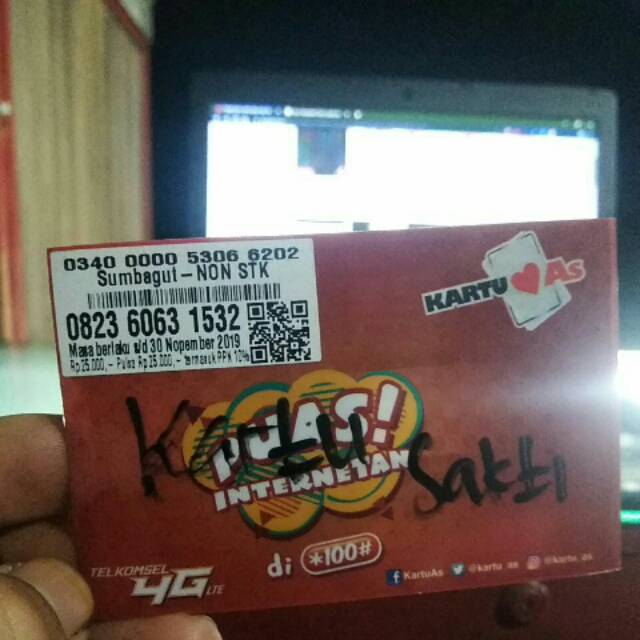 0340 0000 5306 6202
Sumbagut-NON STK
0823 6063 1532
Masa berlaku s/d 30 Nopember 2019
Rp 25.000,- Pulsa Rp 25.000,- termasuk PPN 10%
KARTU AS
PUAS!
INTERNETAN
Kartu Sakti
di *100#
TELKOMSEL
4G LTE
KartuAs @kartu_as @kartu_as